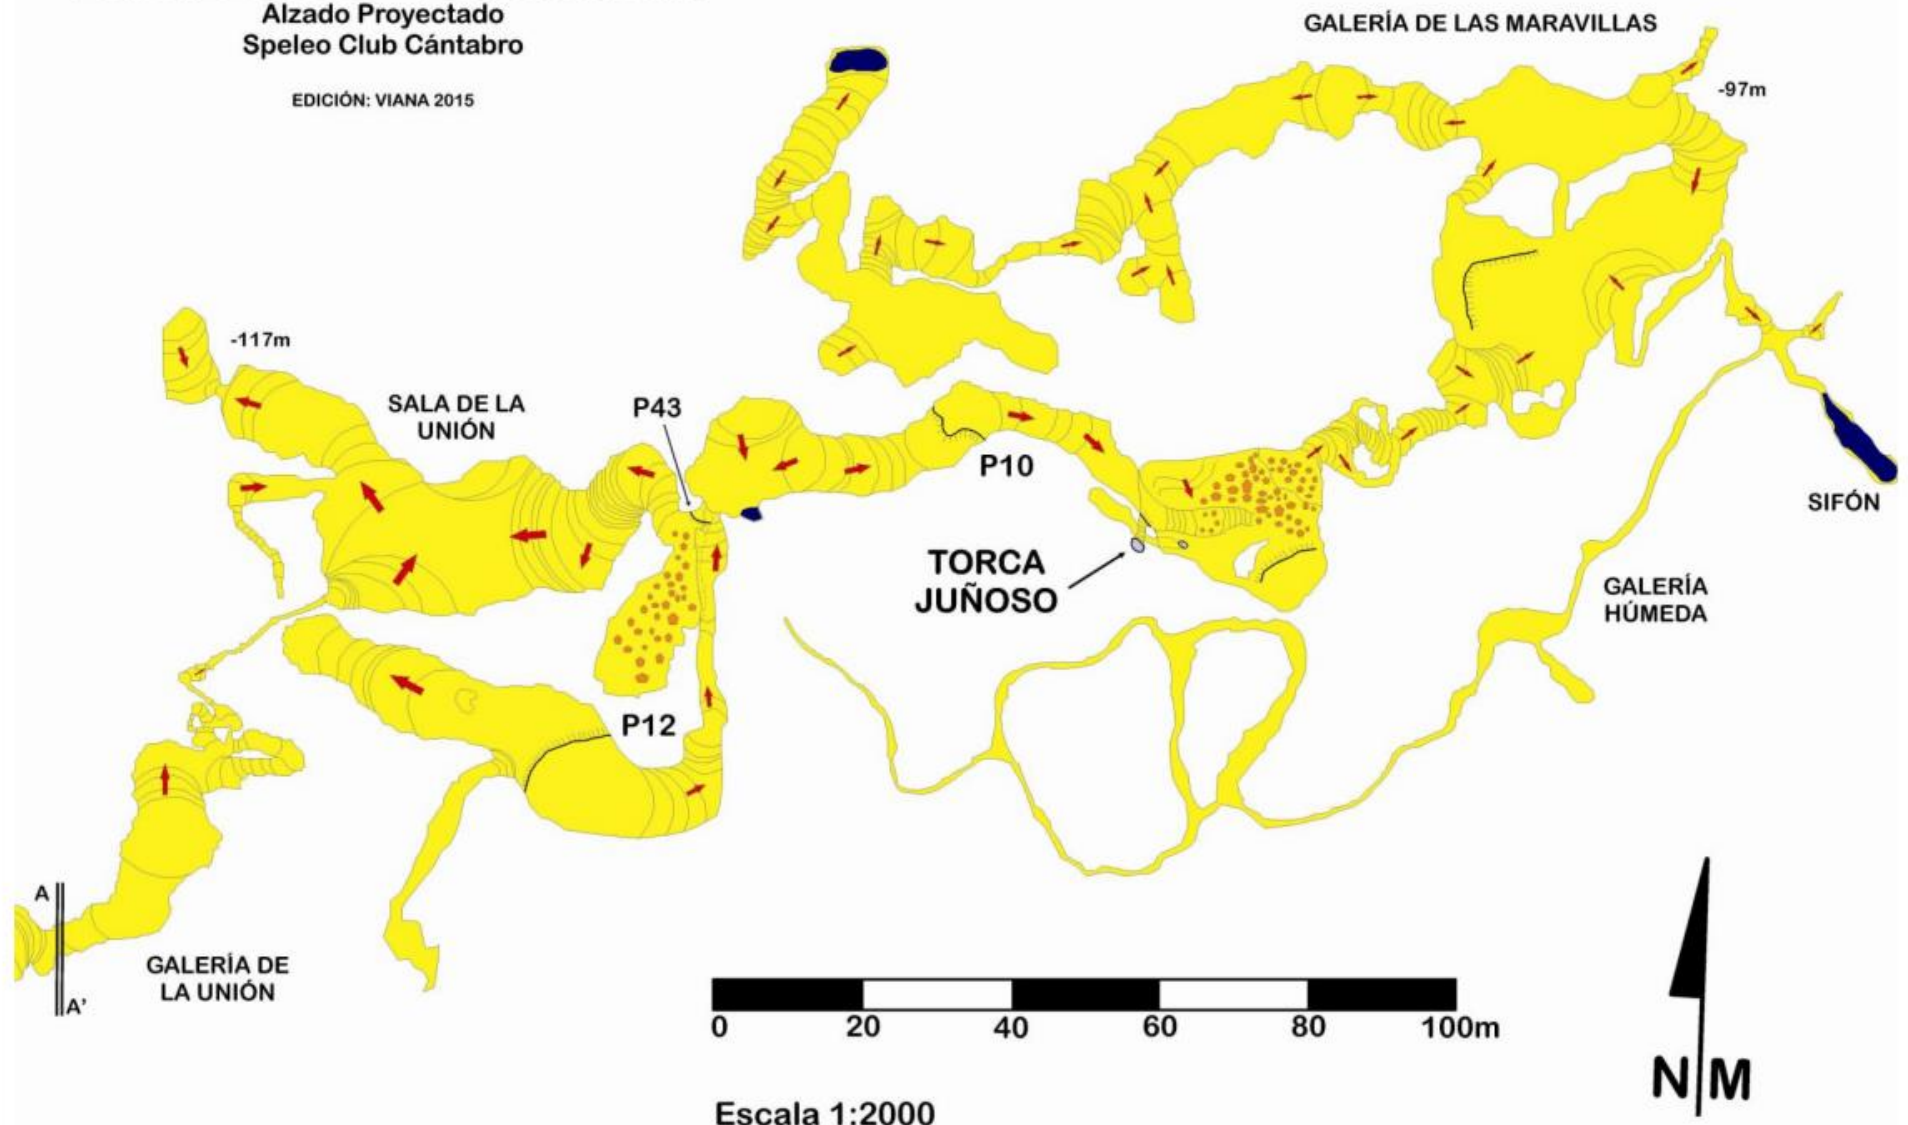 Alzado Proyectado
Speleo Club Cántabro
EDICIÓN: VIANA 2015
GALERÍA DE LAS MARAVILLAS
-97m
-117m
SALA DE LA
UNIÓN
P43
P10
SIFÓN
TORCA
JUÑOSO
GALERÍA
HÚMEDA
P12
A
A'
GALERÍA DE
LA UNIÓN
0 20 40 60 80 100m
N M
Escala 1:2000